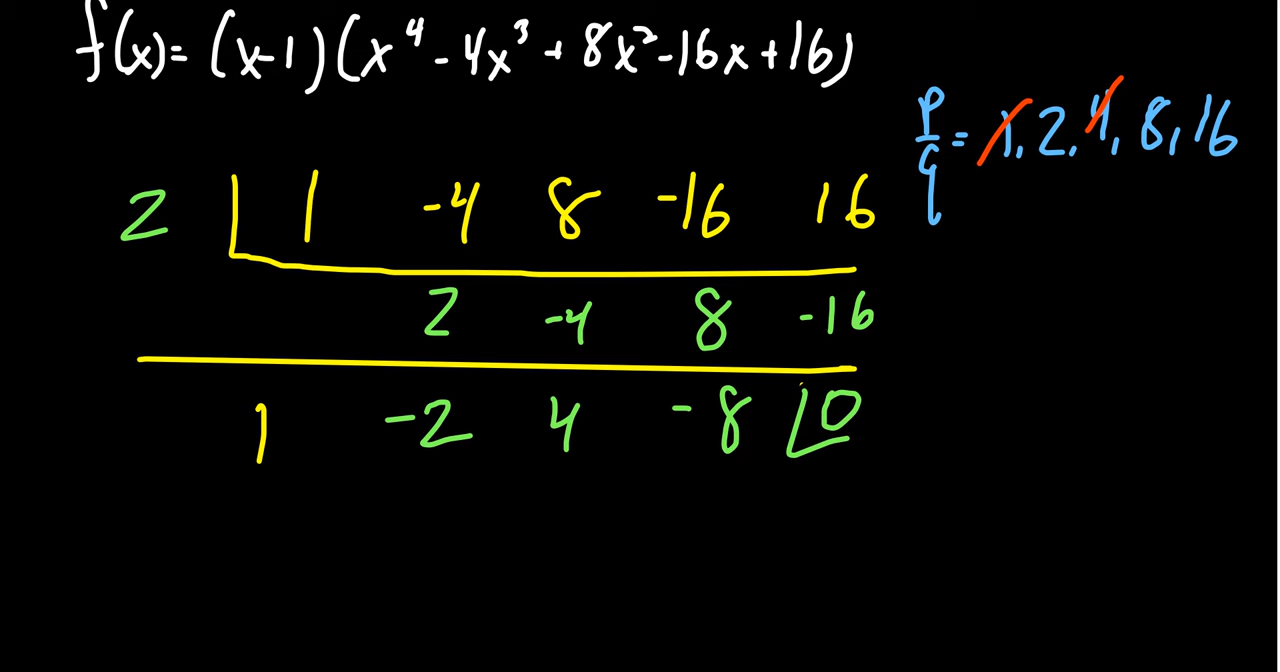 f(x)= (x-1)(x⁴ - 4x³ + 8x² - 16x + 16)
p/q = 1, 2, 4, 8, 16
2 | 1 -4 8 -16 16
2 -4 8 -16
1 -2 4 -8 |0